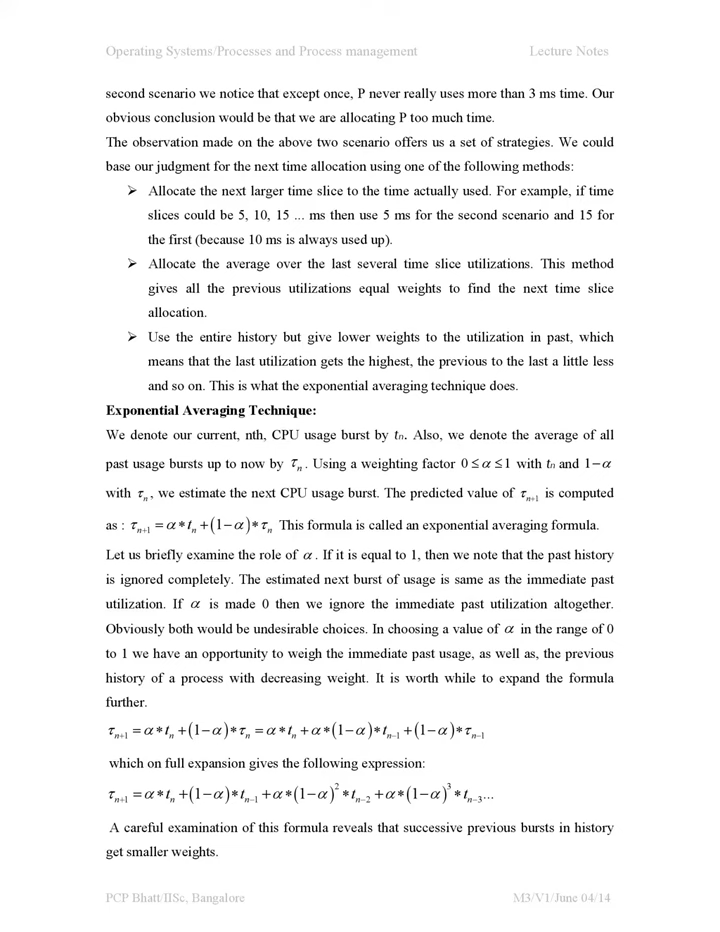 Operating Systems/Processes and Process management Lecture Notes
second scenario we notice that except once, P never really uses more than 3 ms time. Our
obvious conclusion would be that we are allocating P too much time.
The observation made on the above two scenario offers us a set of strategies. We could
base our judgment for the next time allocation using one of the following methods:
➢ Allocate the next larger time slice to the time actually used. For example, if time
slices could be 5, 10, 15 ... ms then use 5 ms for the second scenario and 15 for
the first (because 10 ms is always used up).
➢ Allocate the average over the last several time slice utilizations. This method
gives all the previous utilizations equal weights to find the next time slice
allocation.
➢ Use the entire history but give lower weights to the utilization in past, which
means that the last utilization gets the highest, the previous to the last a little less
and so on. This is what the exponential averaging technique does.
Exponential Averaging Technique:
We denote our current, nth, CPU usage burst by tn. Also, we denote the average of all
past usage bursts up to now by τn. Using a weighting factor 0 ≤ α ≤ 1 with tn and 1−α
with τn, we estimate the next CPU usage burst. The predicted value of τn+1 is computed
as : τn+1 = α * tn + (1−α) * τn This formula is called an exponential averaging formula.
Let us briefly examine the role of α. If it is equal to 1, then we note that the past history
is ignored completely. The estimated next burst of usage is same as the immediate past
utilization. If α is made 0 then we ignore the immediate past utilization altogether.
Obviously both would be undesirable choices. In choosing a value of α in the range of 0
to 1 we have an opportunity to weigh the immediate past usage, as well as, the previous
history of a process with decreasing weight. It is worth while to expand the formula
further.
τn+1 = α * tn + (1−α) * τn = α * tn + α * (1−α) * tn−1 + (1−α) * τn−1
which on full expansion gives the following expression:
τn+1 = α * tn + (1−α) * tn−1 + α * (1−α)² * tn−2 + α * (1−α)³ * tn−3...
A careful examination of this formula reveals that successive previous bursts in history
get smaller weights.
PCP Bhatt/IISc, Bangalore M3/V1/June 04/14